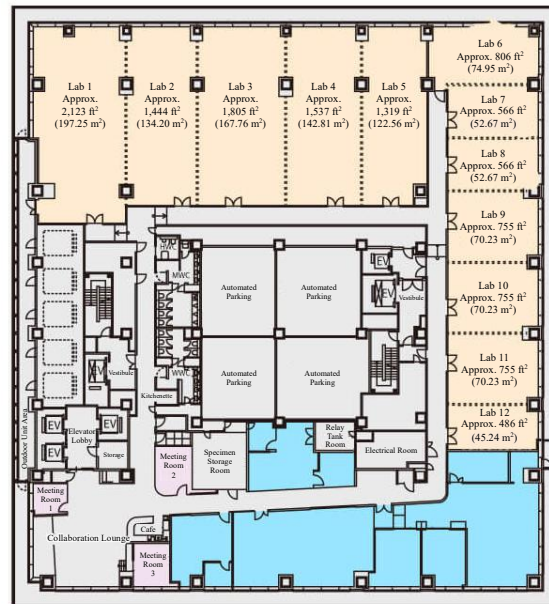 Lab 1
Approx.
2,123 ft²
(197.25 m²)
Lab 2
Approx.
1,444 ft²
(134.20 m²)
Lab 3
Approx.
1,805 ft²
(167.76 m²)
Lab 4
Approx.
1,537 ft²
(142.81 m²)
Lab 5
Approx.
1,319 ft²
(122.56 m²)
Lab 6
Approx. 806 ft²
(74.95 m²)
Lab 7
Approx. 566 ft²
(52.67 m²)
Lab 8
Approx. 566 ft²
(52.67 m²)
Lab 9
Approx. 755 ft²
(70.23 m²)
Lab 10
Approx. 755 ft²
(70.23 m²)
Lab 11
Approx. 755 ft²
(70.23 m²)
Lab 12
Approx. 486 ft²
(45.24 m²)
HWC
MWC
WWC
Kitchenette
Automated
Parking
Automated
Parking
Automated
Parking
Automated
Parking
EV
EV
Vestibule
EV
Vestibule
EV
EV
EV
Elevator
Lobby
Storage
Outdoor Unit Area
Meeting
Room
1
Meeting
Room
2
Specimen
Storage
Room
Relay
Tank
Room
Electrical Room
Collaboration Lounge
Cafe
Meeting
Room
3